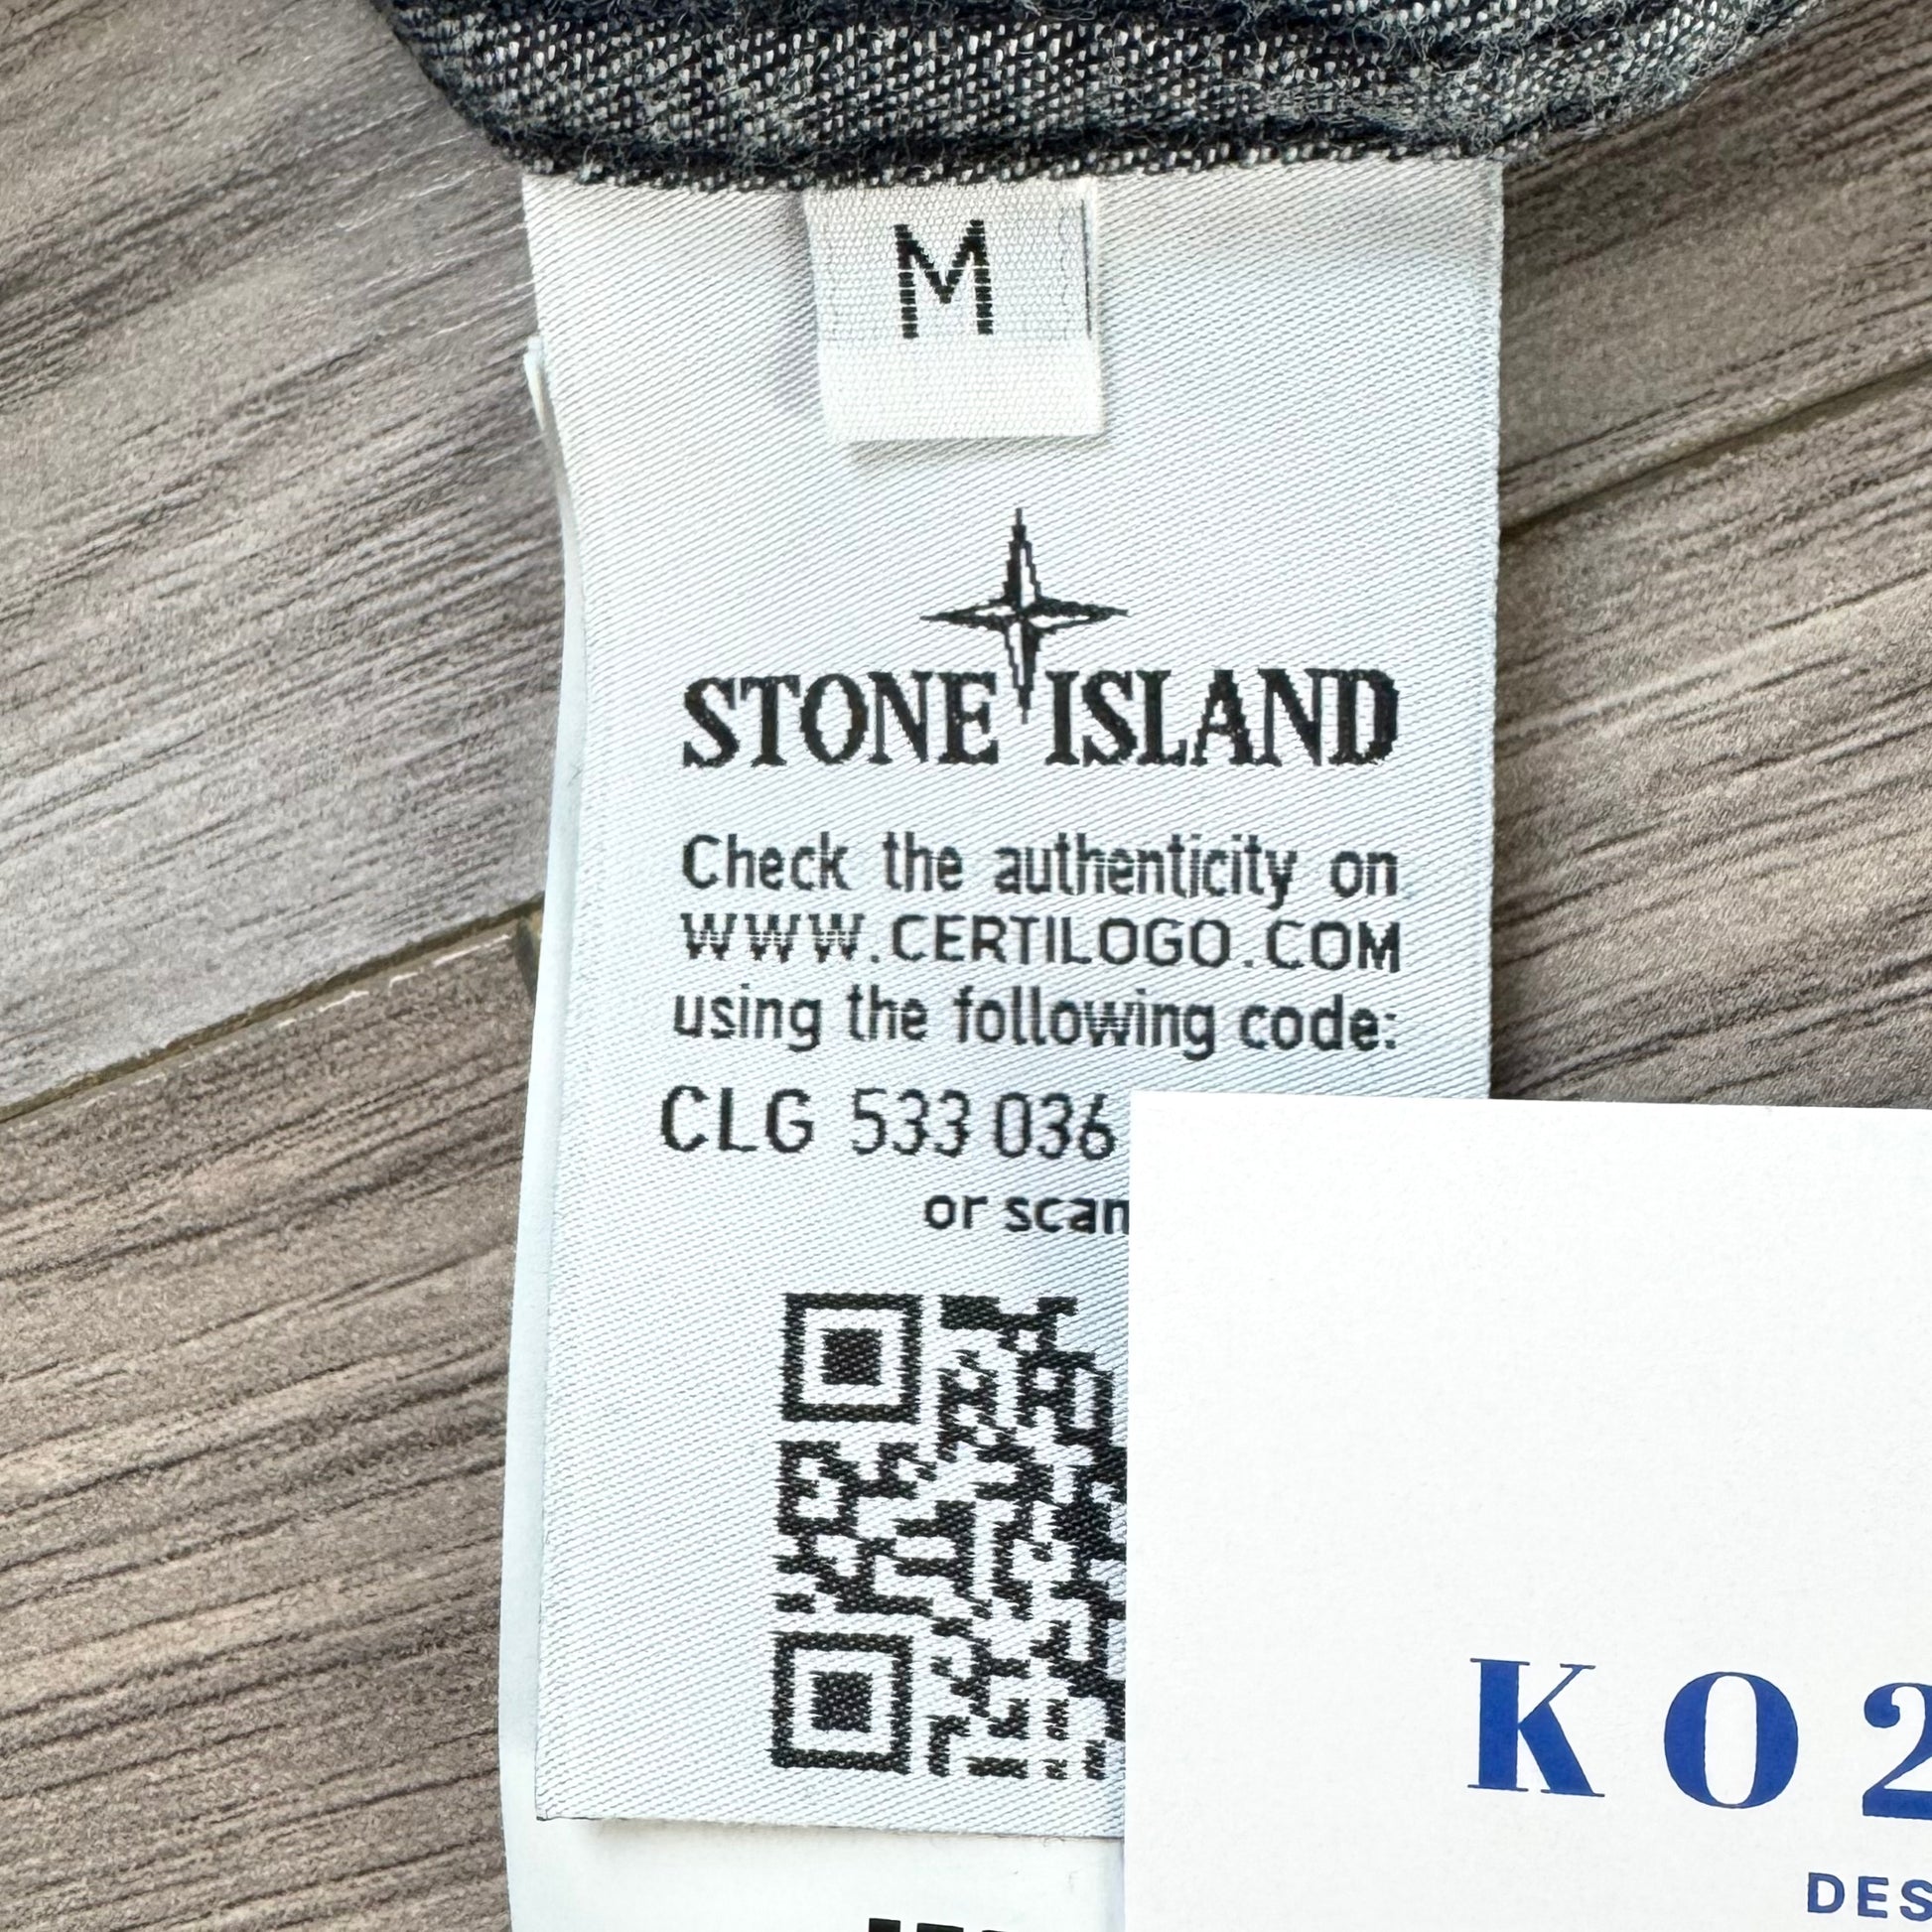 M
STONE ISLAND
Check the authenticity on
WWW.CERTILOGO.COM
using the following code:
CLG 533 036
or scan
KO2
DES